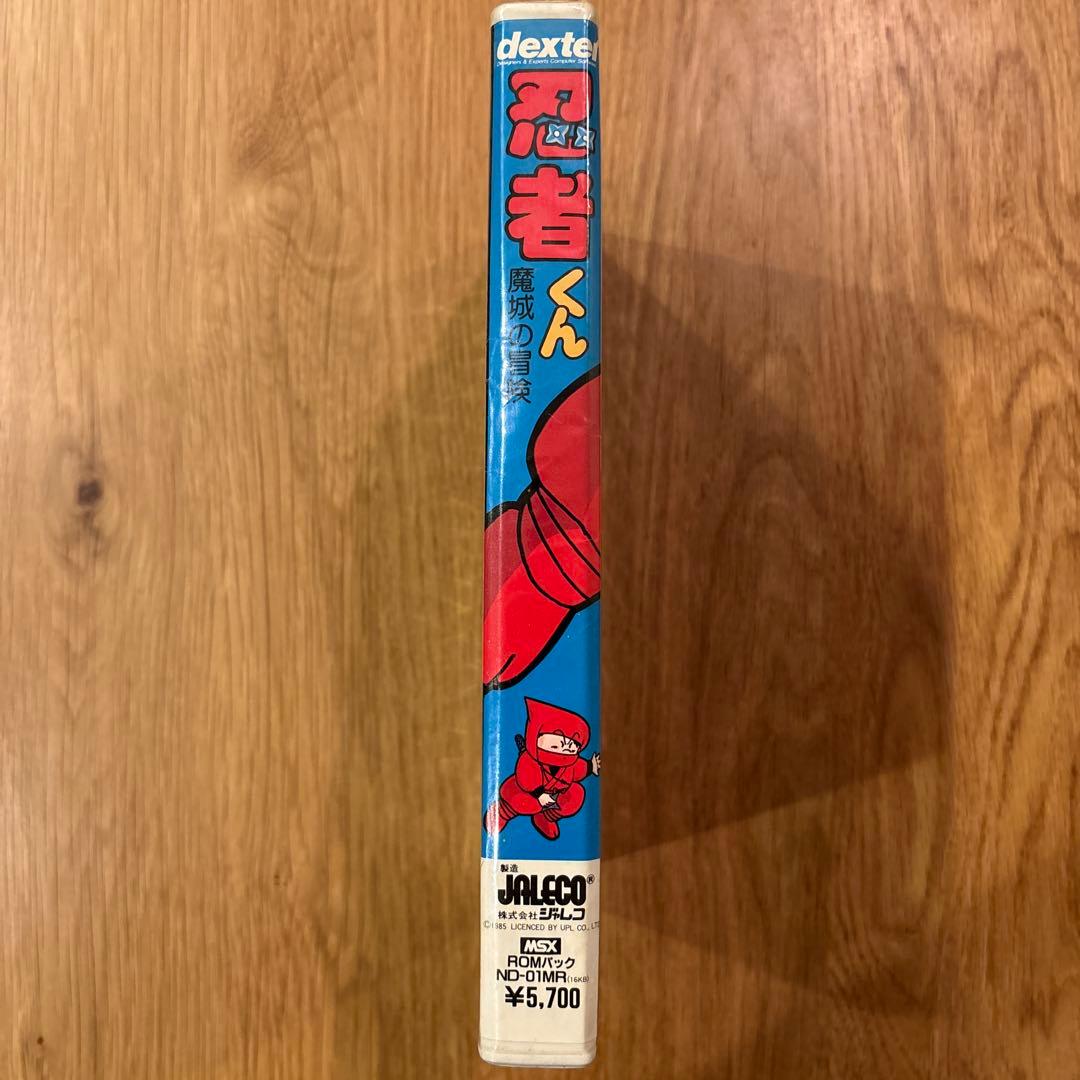 dexter
Designers & Experts Computer Software
忍者くん
魔城の冒険
製造
JALECO®
株式会社ジャレコ
©1985 LICENCED BY UPL CO., LTD
MSX
ROMパック
ND-01MR(16KB)
¥5,700